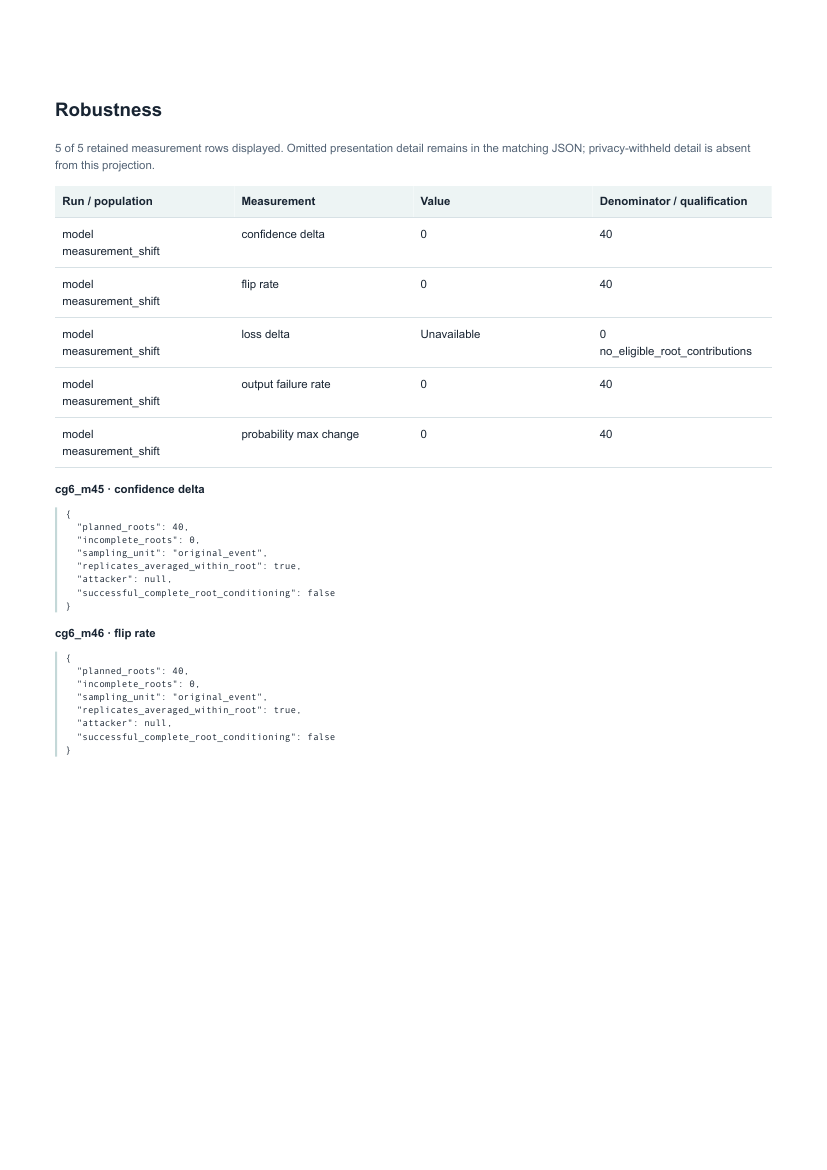 Robustness
5 of 5 retained measurement rows displayed. Omitted presentation detail remains in the matching JSON; privacy-withheld detail is absent
from this projection.
Run / population Measurement Value Denominator / qualification
model confidence delta 0 40
measurement_shift
model flip rate 0 40
measurement_shift
model loss delta Unavailable 0
measurement_shift no_eligible_root_contributions
model output failure rate 0 40
measurement_shift
model probability max change 0 40
measurement_shift
cg6_m45 · confidence delta
{
  "planned_roots": 40,
  "incomplete_roots": 0,
  "sampling_unit": "original_event",
  "replicates_averaged_within_root": true,
  "attacker": null,
  "successful_complete_root_conditioning": false
}
cg6_m46 · flip rate
{
  "planned_roots": 40,
  "incomplete_roots": 0,
  "sampling_unit": "original_event",
  "replicates_averaged_within_root": true,
  "attacker": null,
  "successful_complete_root_conditioning": false
}